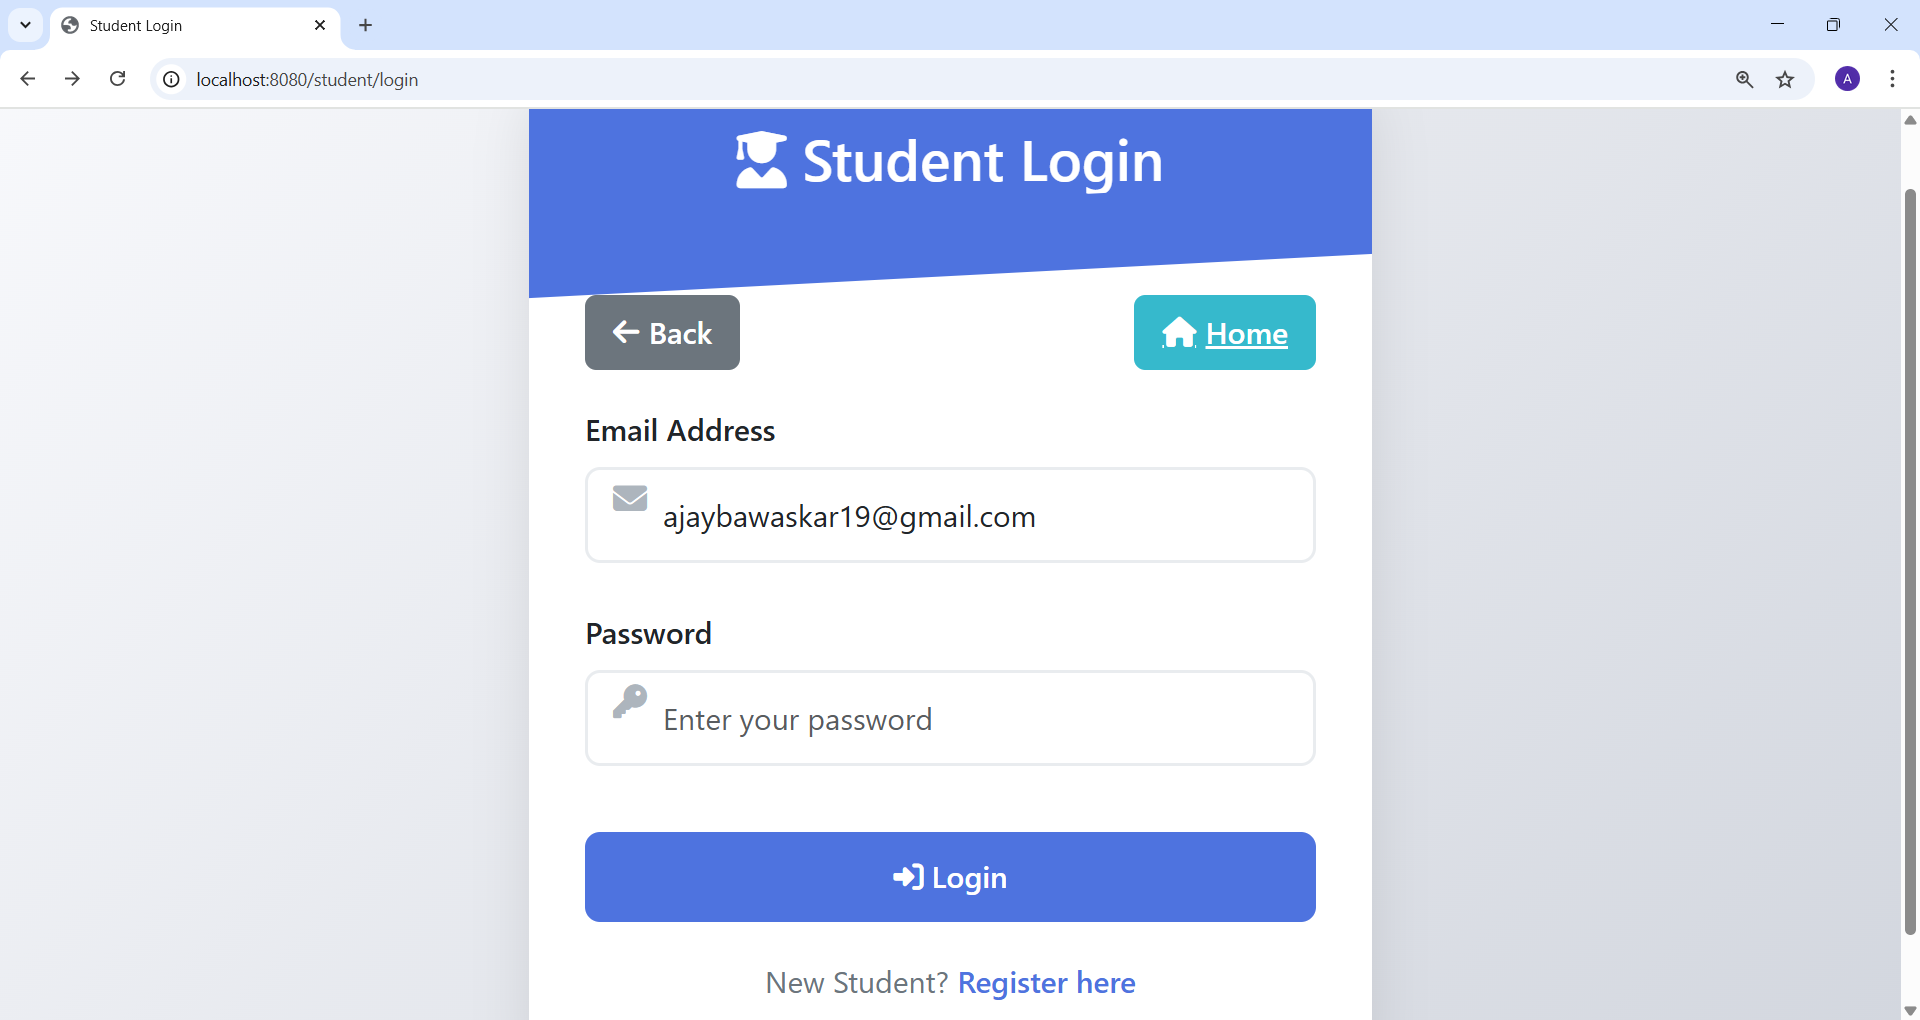 Student Login
localhost:8080/student/login
A
Student Login
Back
Home
Email Address
ajaybawaskar19@gmail.com
Password
Enter your password
Login
New Student? Register here